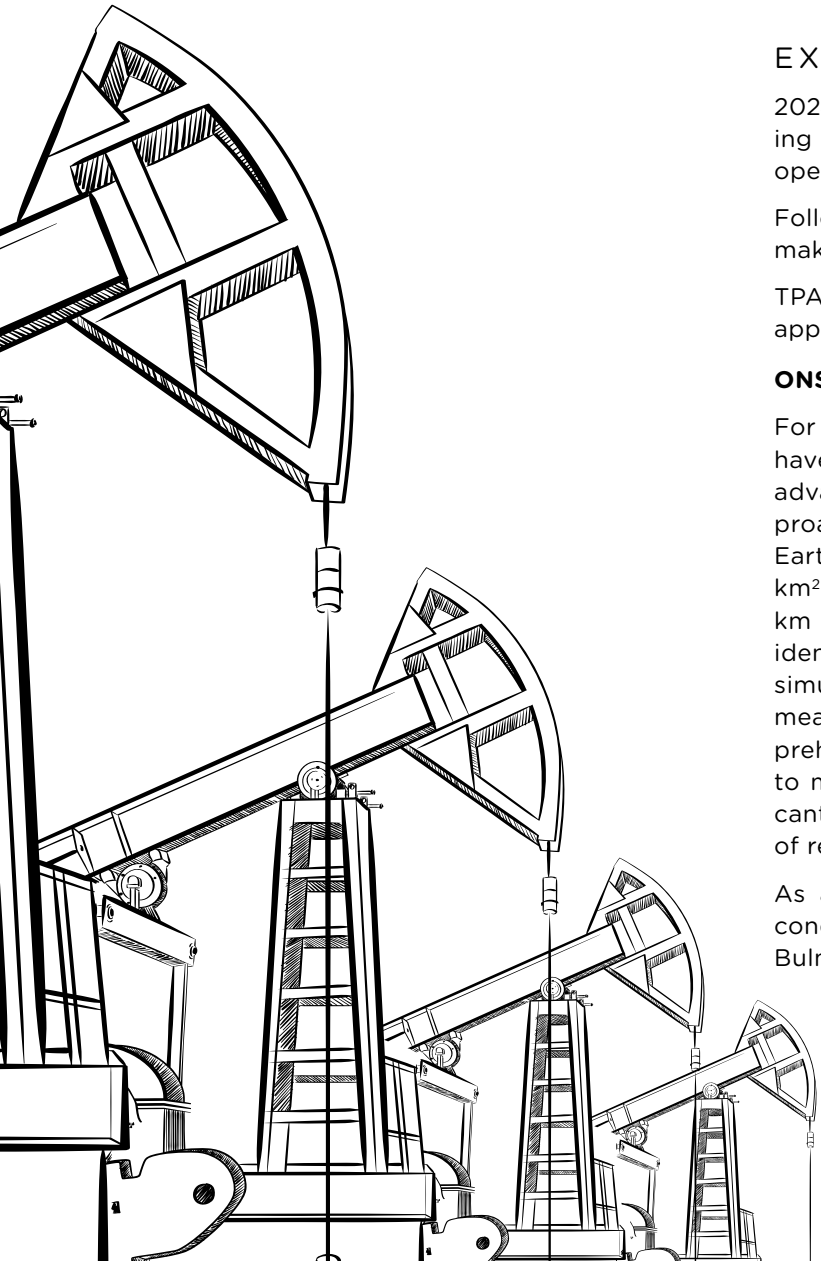 EX
202
ing
ope
Foll
mak
TPA
app
ONS
For
have
adva
proa
Eart
km²
km
iden
simu
mea
preh
to n
cant
of re
As
conc
Buln